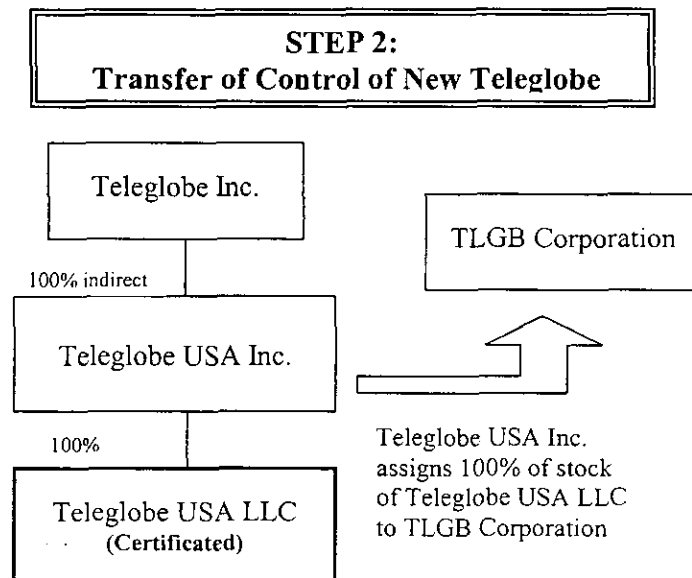 STEP 2:
Transfer of Control of New Teleglobe
Teleglobe Inc.
TLGB Corporation
100% indirect
Teleglobe USA Inc.
100%
Teleglobe USA Inc.
assigns 100% of stock
of Teleglobe USA LLC
to TLGB Corporation
Teleglobe USA LLC
(Certificated)